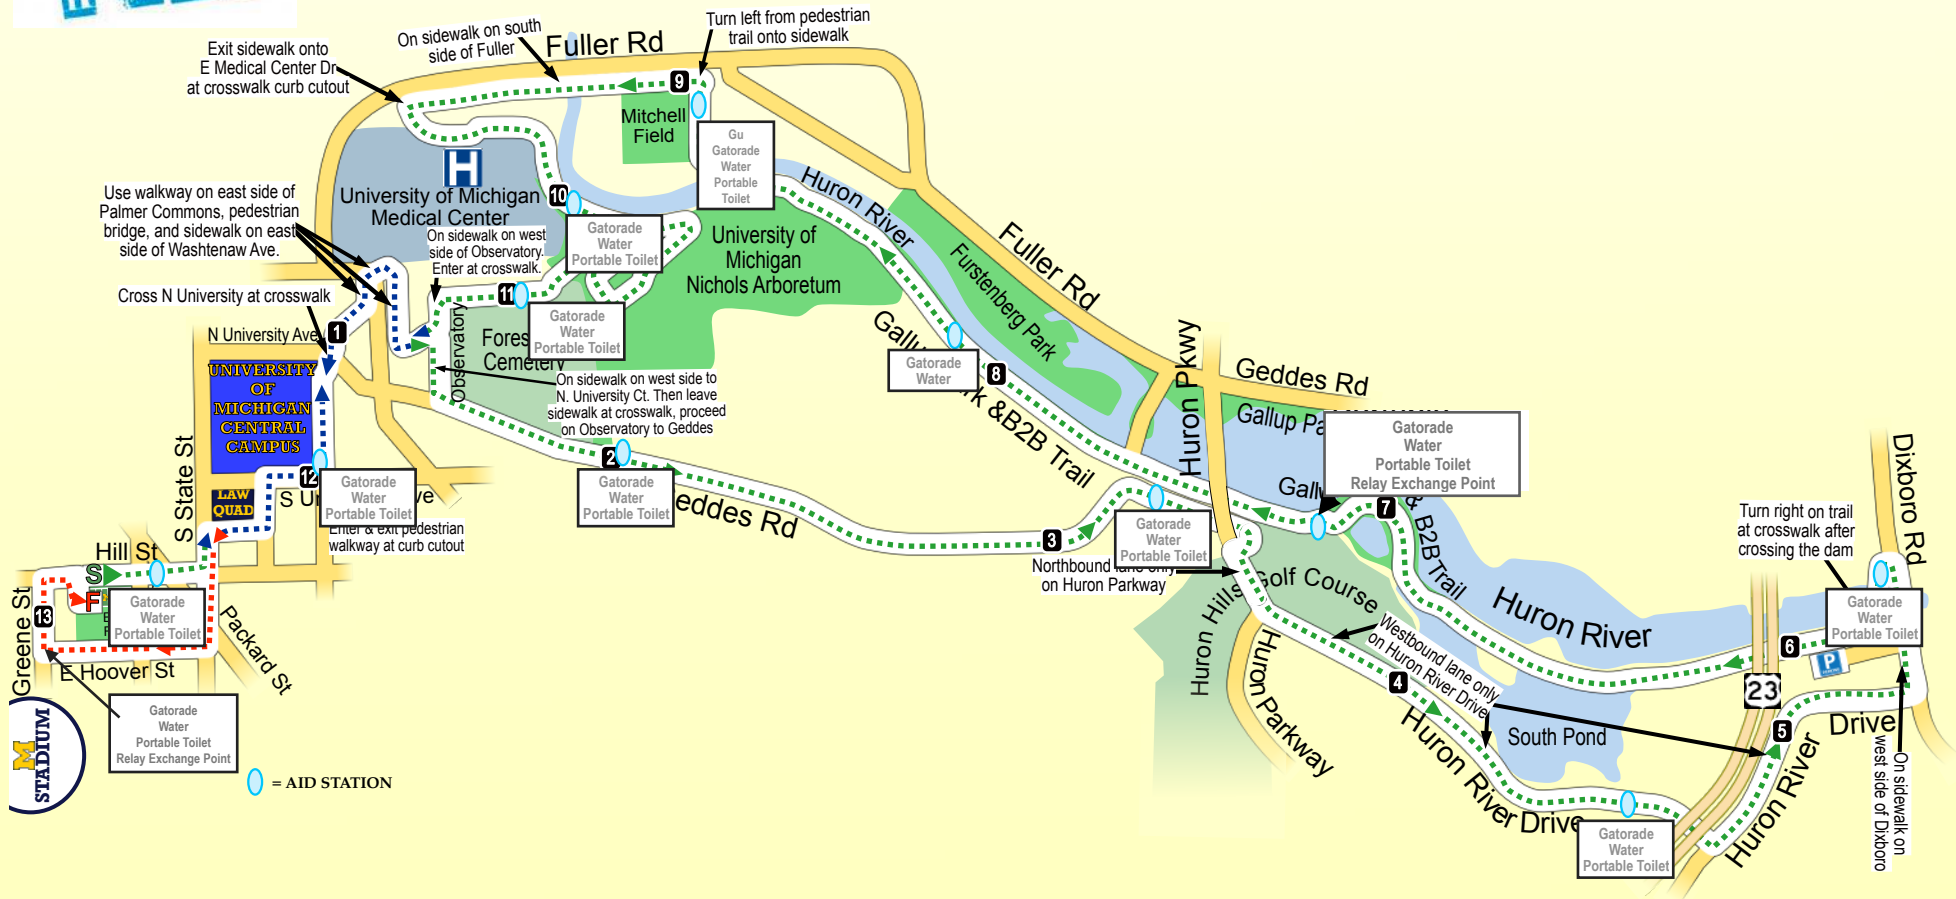 Turn left from pedestrian
trail onto sidewalk
On sidewalk on south
side of Fuller
Fuller Rd
Exit sidewalk onto
E Medical Center Dr
at crosswalk curb cutout
9
Mitchell
Field
Gu
Gatorade
Water
Portable
Toilet
H
University of Michigan
Medical Center
10
Use walkway on east side of
Palmer Commons, pedestrian
bridge, and sidewalk on east
side of Washtenaw Ave.
On sidewalk on west
side of Observatory.
Enter at crosswalk.
Gatorade
Water
Portable Toilet
University of
Michigan
Nichols Arboretum
Huron River
Furstenberg Park
Fuller Rd
Cross N University at crosswalk
11
Gatorade
Water
Portable Toilet
Observatory
Cemetery
1
N University Ave
UNIVERSITY
OF
MICHIGAN
CENTRAL
CAMPUS
On sidewalk on west side to
N. University Ct. Then leave
sidewalk at crosswalk, proceed
on Observatory to Geddes
Gatorade
Water
8
&B2B Trail
Huron Pkwy
Geddes Rd
Gallup
Gatorade
Water
Portable Toilet
Relay Exchange Point
7
& B2B Trail
S State St
LAW
QUAD
12
Gatorade
Water
Portable Toilet
Enter & exit pedestrian
walkway at curb cutout
2
Gatorade
Water
Portable Toilet
eddes Rd
3
Gatorade
Water
Portable Toilet
Northbound lane only
on Huron Parkway
Golf Course
Huron Hills
Huron Parkway
Huron River
Turn right on trail
at crosswalk after
crossing the dam
Dixboro Rd
Gatorade
Water
Portable Toilet
6
P
23
Westbound lane only
on Huron River Drive
4
South Pond
5
Huron River Drive
Huron River Drive
On sidewalk on
west side of Dixboro
Gatorade
Water
Portable Toilet
Hill St
S
F
Gatorade
Water
Portable Toilet
13
Greene St
E Hoover St
Packard St
Gatorade
Water
Portable Toilet
Relay Exchange Point
M
STADIUM
= AID STATION